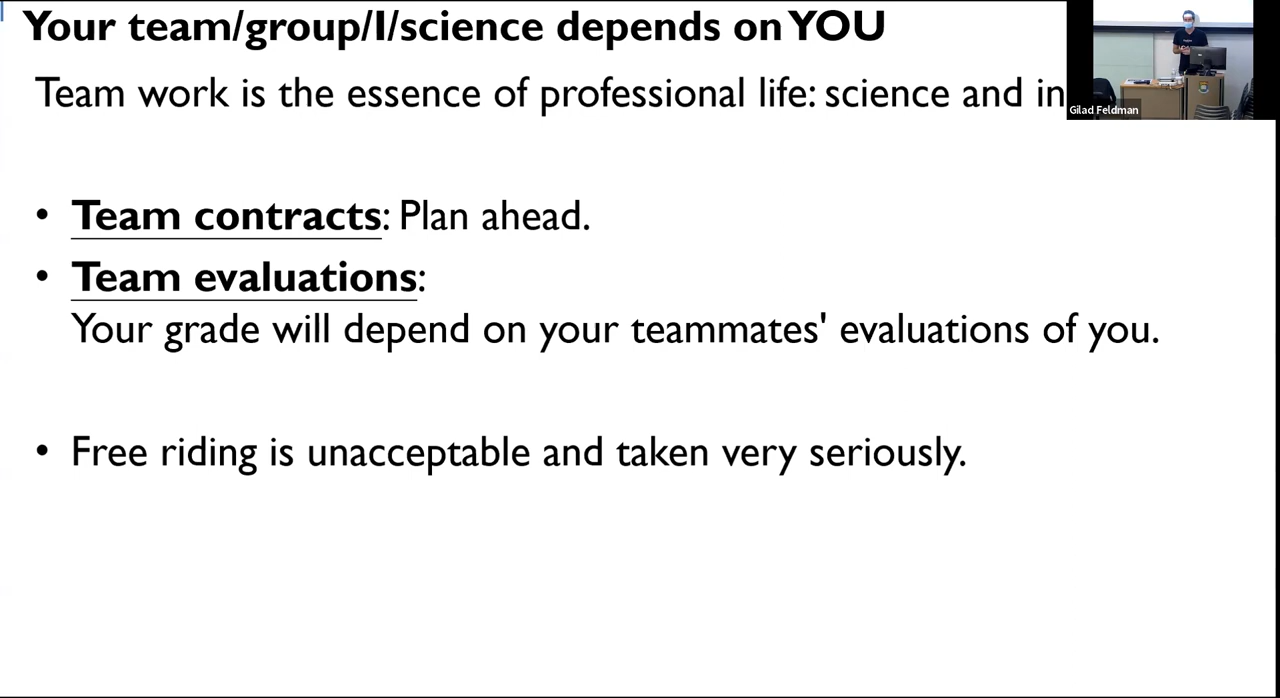 Your team/group/I/science depends on YOU
Team work is the essence of professional life: science and in
• Team contracts: Plan ahead.
• Team evaluations:
Your grade will depend on your teammates' evaluations of you.
• Free riding is unacceptable and taken very seriously.
Gilad Feldman